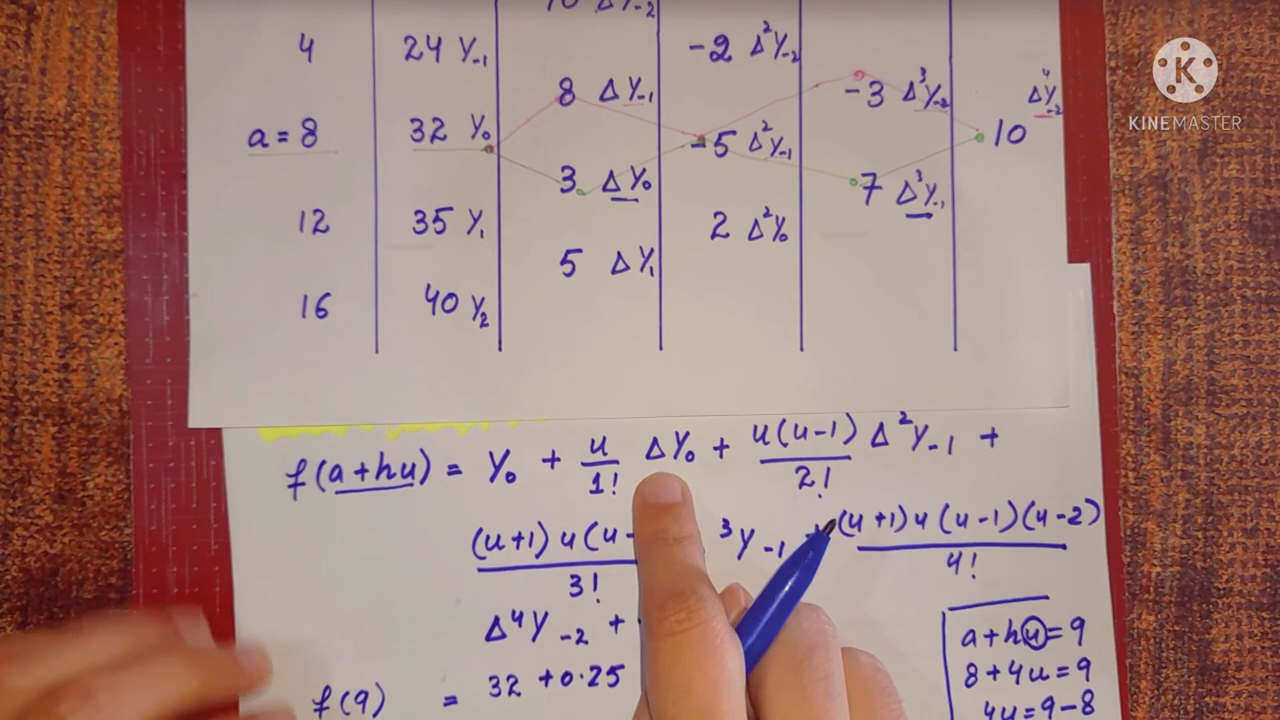 10 Δy₋₂
4 24 y₋₁ -2 Δ²y₋₂
8 Δy₋₁ -3 Δ³y₋₂ Δ⁴y₋₂
a = 8 32 y₀ -5 Δ²y₋₁ 10
3 Δy₀ 7 Δ³y₋₁
12 35 y₁ 2 Δ²y₀
5 Δy₁
16 40 y₂
K
KINEMASTER
f(a+hu) = y₀ + u/1! Δy₀ + u(u-1)/2! Δ²y₋₁ +
(u+1)u(u- /3! ³y₋₁ + (u+1)u(u-1)(u-2)/4!
Δ⁴y₋₂ +
f(9) = 32 + 0.25
a+hu=9
8+4u=9
4u=9-8